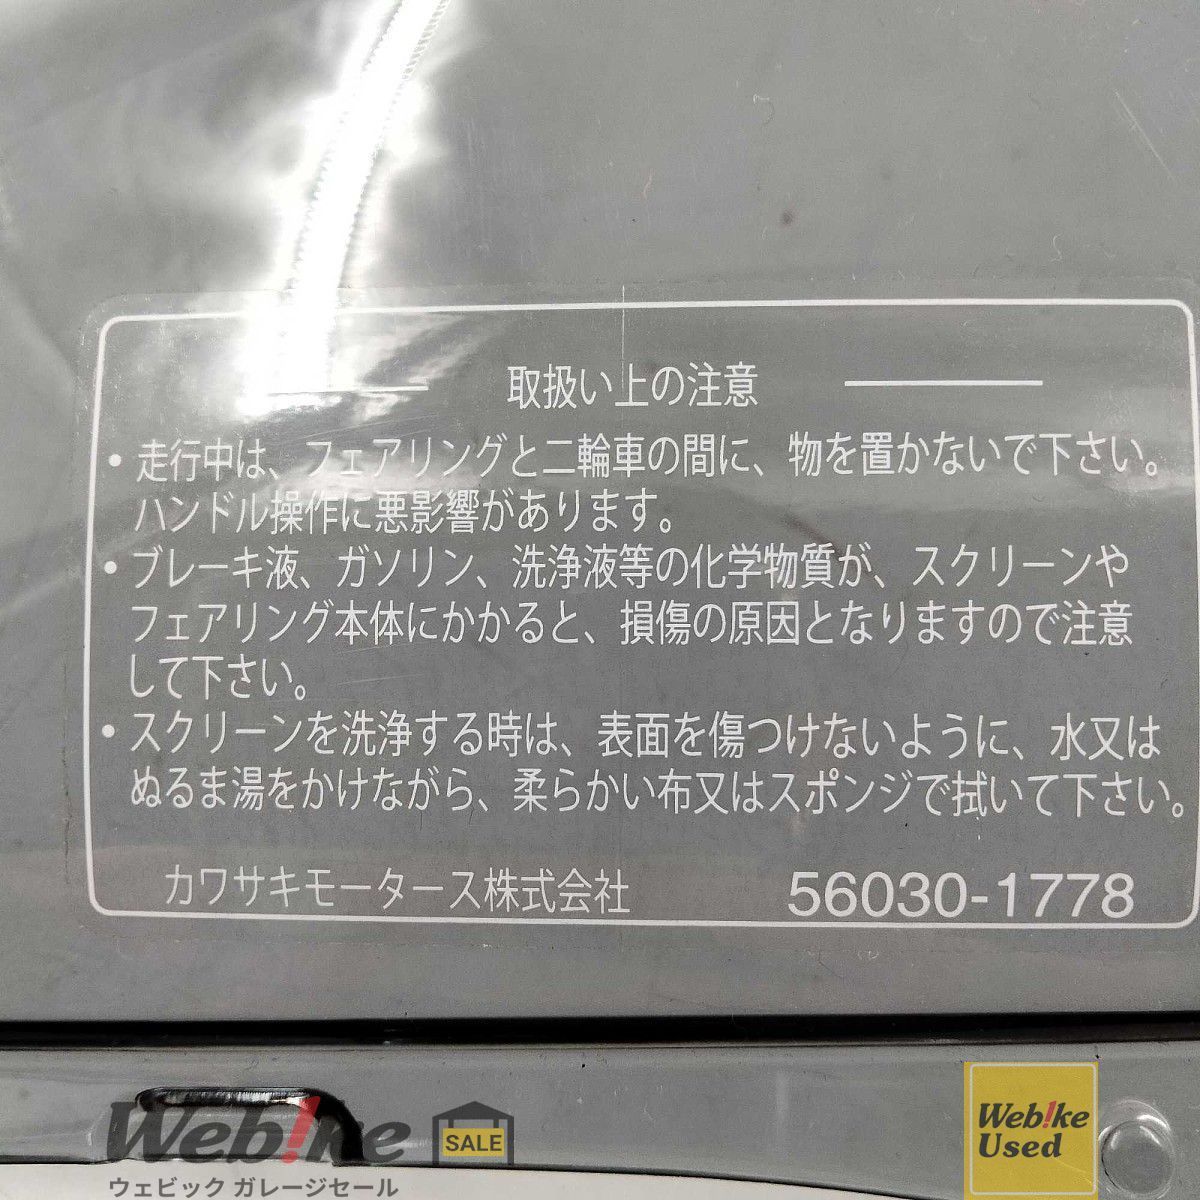 取扱い上の注意
• 走行中は、フェアリングと二輪車の間に、物を置かないで下さい。
ハンドル操作に悪影響があります。
• ブレーキ液、ガソリン、洗浄液等の化学物質が、スクリーンや
フェアリング本体にかかると、損傷の原因となりますので注意
して下さい。
• スクリーンを洗浄する時は、表面を傷つけないように、水又は
ぬるま湯をかけながら、柔らかい布又はスポンジで拭いて下さい。
カワサキモータース株式会社 56030-1778
Web!ke SALE
ウェビック ガレージセール
Web!ke
Used